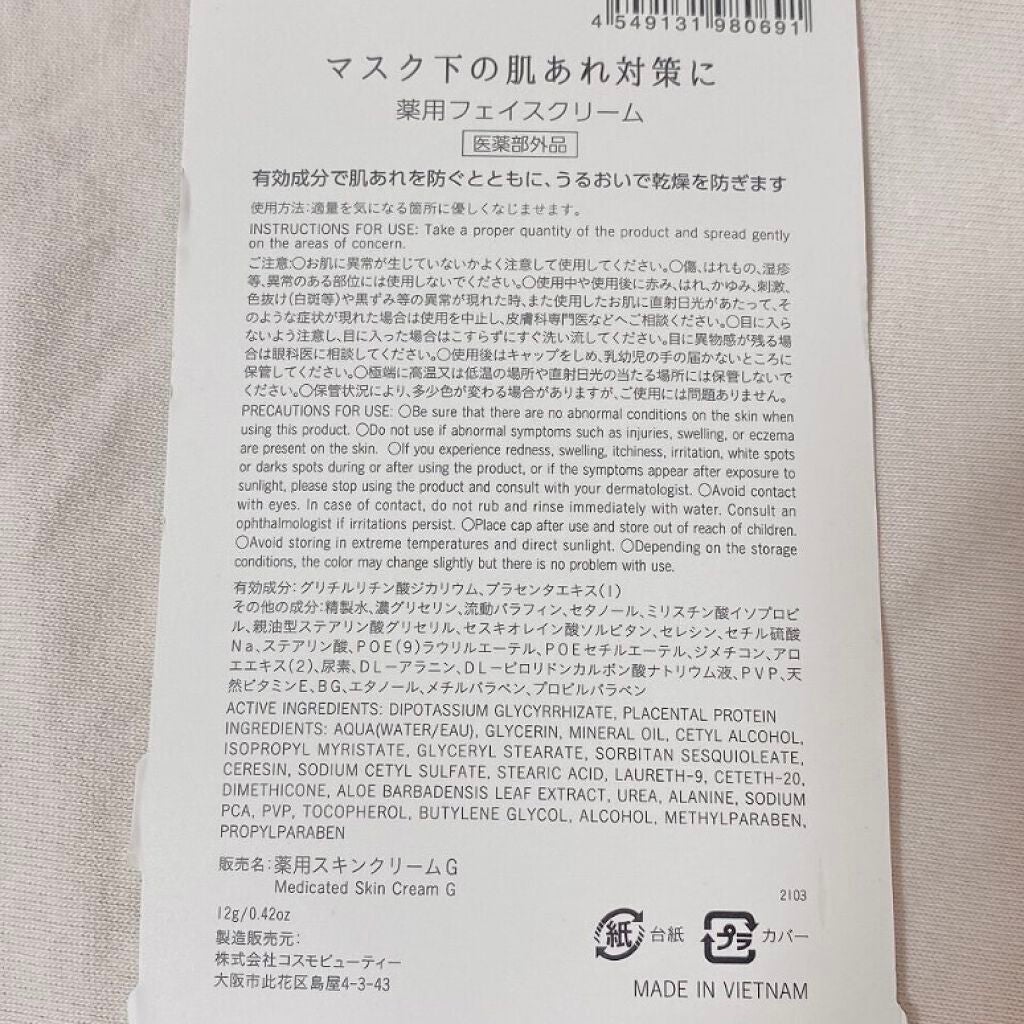 4 549131 980691
マスク下の肌あれ対策に
薬用フェイスクリーム
医薬部外品
有効成分で肌あれを防ぐとともに、うるおいで乾燥を防ぎます
使用方法:適量を気になる箇所に優しくなじませます。
INSTRUCTIONS FOR USE: Take a proper quantity of the product and spread gently
on the areas of concern.
ご注意:〇お肌に異常が生じていないかよく注意して使用してください。〇傷、はれもの、湿疹
等、異常のある部位には使用しないでください。〇使用中や使用後に赤み、はれ、かゆみ、刺激、
色抜け(白斑等)や黒ずみ等の異常が現れた時、また使用したお肌に直射日光があたって、そ
のような症状が現れた場合は使用を中止し、皮膚科専門医などへご相談ください。〇目に入ら
ないよう注意し、目に入った場合はこすらずにすぐ洗い流してください。目に異物感が残る場
合は眼科医に相談してください。〇使用後はキャップをしめ、乳幼児の手の届かないところに
保管してください。〇極端に高温又は低温の場所や直射日光の当たる場所には保管しないで
ください。〇保管状況により、多少色が変わる場合がありますが、ご使用には問題ありません。
PRECAUTIONS FOR USE: 〇Be sure that there are no abnormal conditions on the skin when
using this product. 〇Do not use if abnormal symptoms such as injuries, swelling, or eczema
are present on the skin. 〇If you experience redness, swelling, itchiness, irritation, white spots
or darks spots during or after using the product, or if the symptoms appear after exposure to
sunlight, please stop using the product and consult with your dermatologist. 〇Avoid contact
with eyes. In case of contact, do not rub and rinse immediately with water. Consult an
ophthalmologist if irritations persist. 〇Place cap after use and store out of reach of children.
〇Avoid storing in extreme temperatures and direct sunlight. 〇Depending on the storage
conditions, the color may change slightly but there is no problem with use.
有効成分:グリチルリチン酸ジカリウム、プラセンタエキス(1)
その他の成分:精製水、濃グリセリン、流動パラフィン、セタノール、ミリスチン酸イソプロピ
ル、親油型ステアリン酸グリセリル、セスキオレイン酸ソルビタン、セレシン、セチル硫酸
Na、ステアリン酸、POE(9)ラウリルエーテル、POEセチルエーテル、ジメチコン、アロ
エエキス(2)、尿素、DL-アラニン、DL-ピロリドンカルボン酸ナトリウム液、PVP、天
然ビタミンE、BG、エタノール、メチルパラベン、プロピルパラベン
ACTIVE INGREDIENTS: DIPOTASSIUM GLYCYRRHIZATE, PLACENTAL PROTEIN
INGREDIENTS: AQUA(WATER/EAU), GLYCERIN, MINERAL OIL, CETYL ALCOHOL,
ISOPROPYL MYRISTATE, GLYCERYL STEARATE, SORBITAN SESQUIOLEATE,
CERESIN, SODIUM CETYL SULFATE, STEARIC ACID, LAURETH-9, CETETH-20,
DIMETHICONE, ALOE BARBADENSIS LEAF EXTRACT, UREA, ALANINE, SODIUM
PCA, PVP, TOCOPHEROL, BUTYLENE GLYCOL, ALCOHOL, METHYLPARABEN,
PROPYLPARABEN
販売名:薬用スキンクリームG
Medicated Skin Cream G
2103
12g/0.42oz
製造販売元:
株式会社コスモビューティー
大阪市此花区島屋4-3-43
紙 台紙 プラ カバー
MADE IN VIETNAM